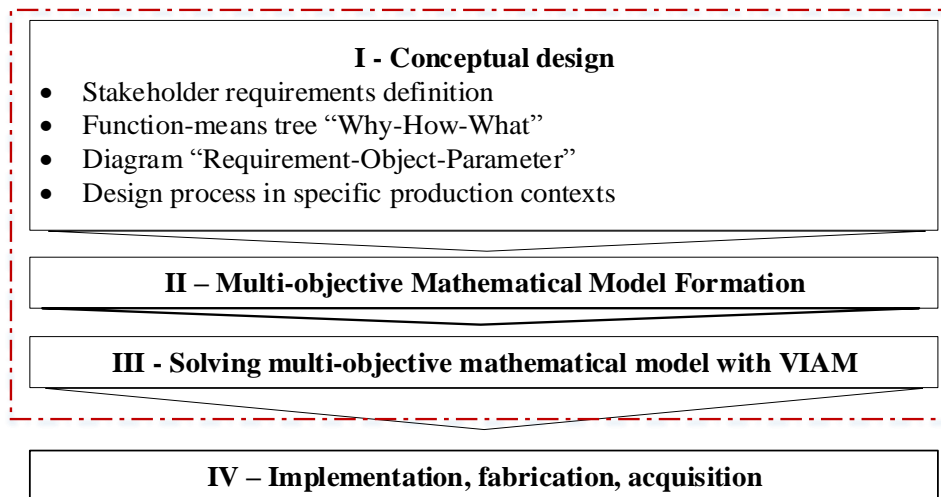 I - Conceptual design
• Stakeholder requirements definition
• Function-means tree “Why-How-What”
• Diagram “Requirement-Object-Parameter”
• Design process in specific production contexts
II – Multi-objective Mathematical Model Formation
III - Solving multi-objective mathematical model with VIAM
IV – Implementation, fabrication, acquisition